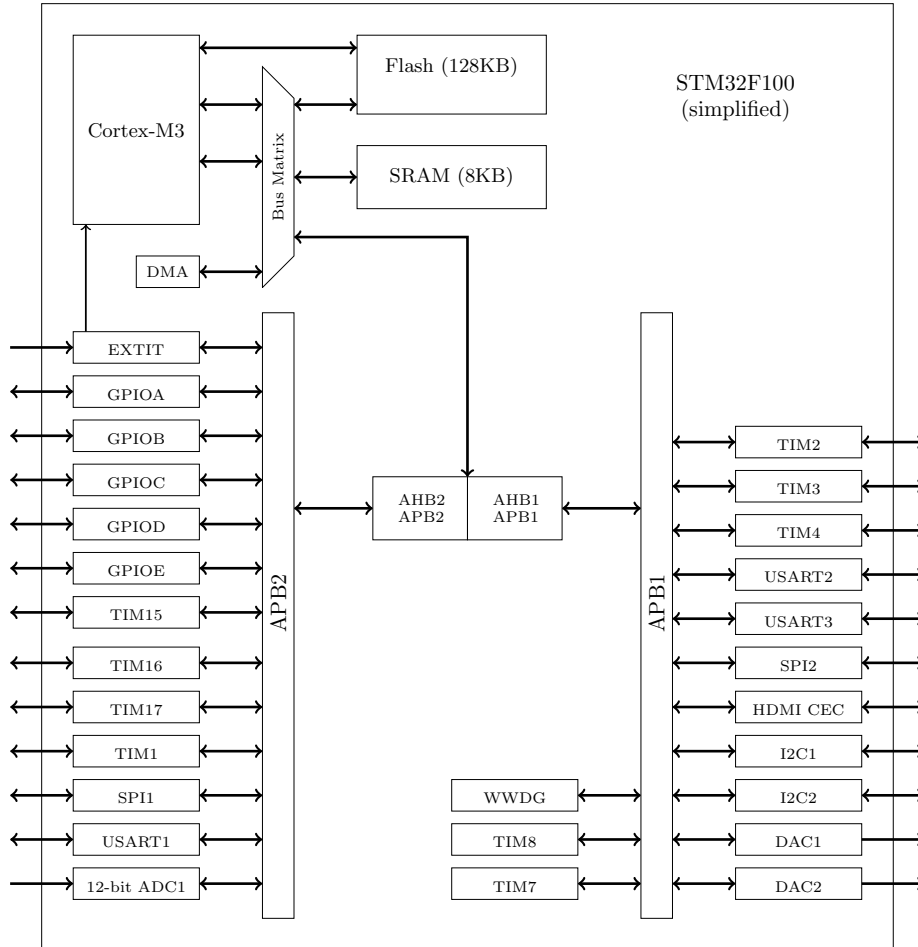 STM32F100
(simplified)
Cortex-M3
Flash (128KB)
SRAM (8KB)
Bus Matrix
DMA
EXTIT
GPIOA
GPIOB
GPIOC
GPIOD
GPIOE
TIM15
TIM16
TIM17
TIM1
SPI1
USART1
12-bit ADC1
APB2
AHB2
APB2
AHB1
APB1
APB1
WWDG
TIM8
TIM7
TIM2
TIM3
TIM4
USART2
USART3
SPI2
HDMI CEC
I2C1
I2C2
DAC1
DAC2